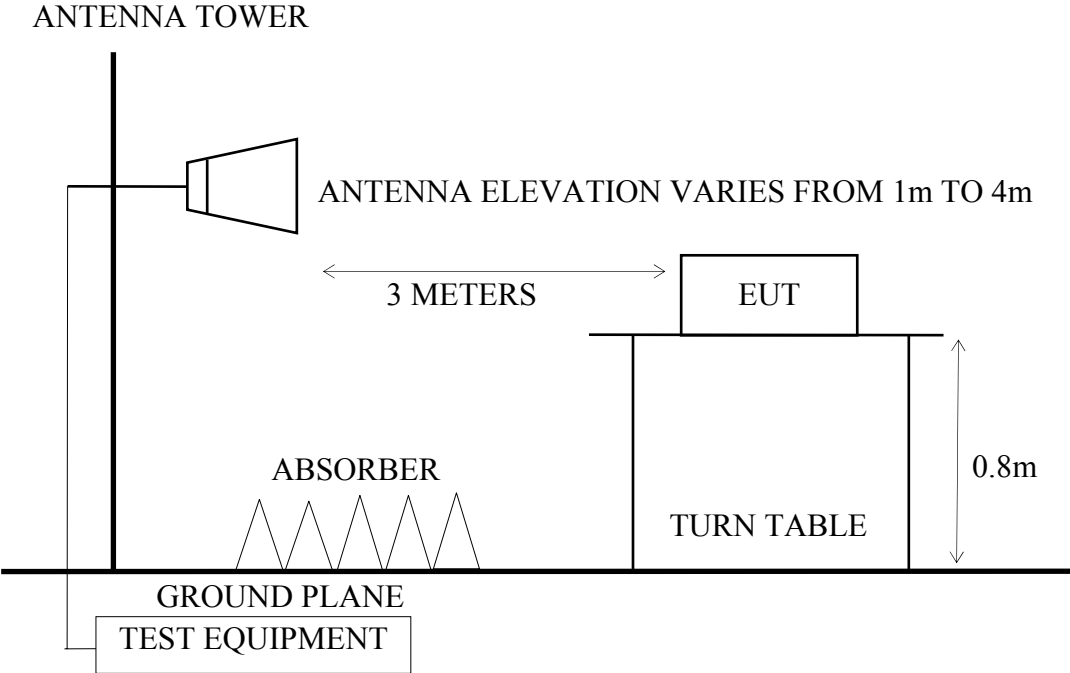 ANTENNA TOWER
ANTENNA ELEVATION VARIES FROM 1m TO 4m
3 METERS
EUT
ABSORBER
0.8m
TURN TABLE
GROUND PLANE
TEST EQUIPMENT